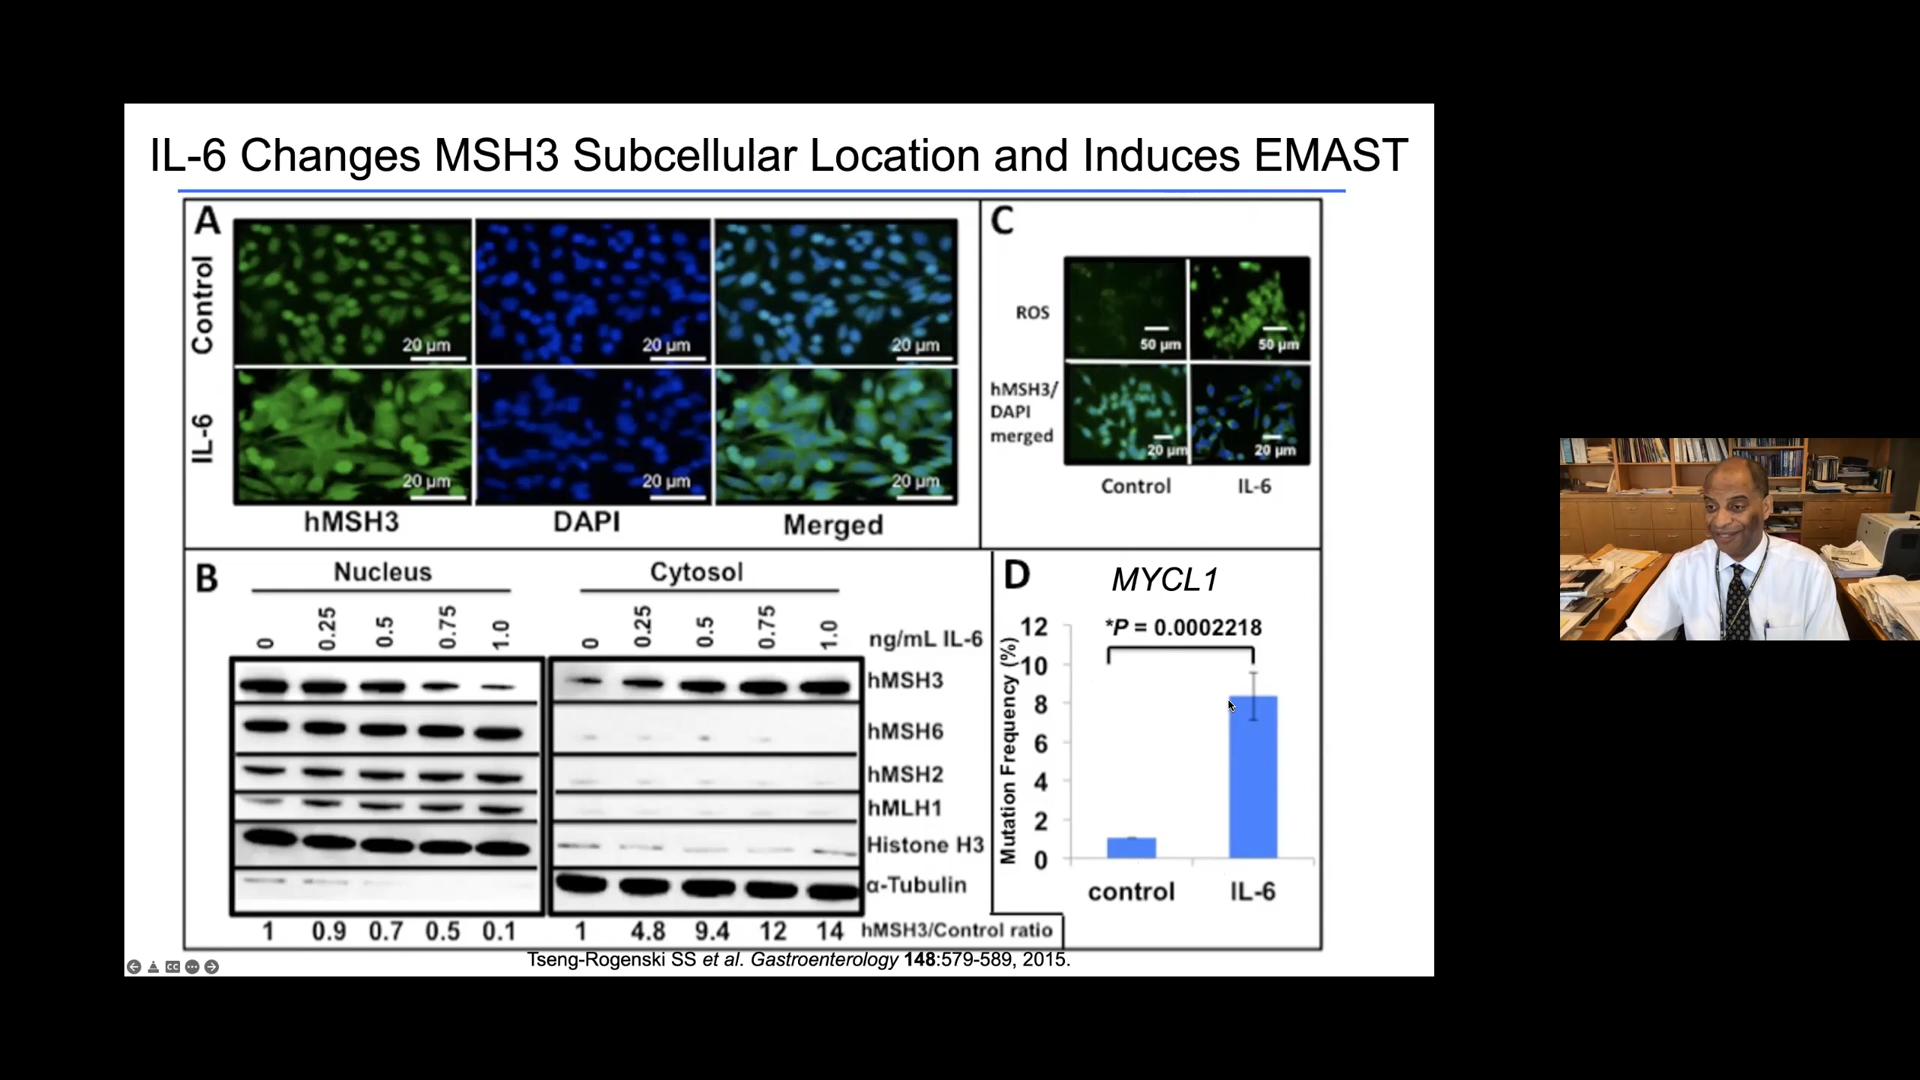 IL-6 Changes MSH3 Subcellular Location and Induces EMAST
A
Control
20 µm
20 µm
20 µm
IL-6
20 µm
20 µm
20 µm
hMSH3
DAPI
Merged
C
ROS
50 µm
50 µm
hMSH3/
DAPI
merged
20 µm
20 µm
Control
IL-6
B
Nucleus
Cytosol
0
0.25
0.5
0.75
1.0
0
0.25
0.5
0.75
1.0
ng/mL IL-6
hMSH3
hMSH6
hMSH2
hMLH1
Histone H3
α-Tubulin
1 0.9 0.7 0.5 0.1
1 4.8 9.4 12 14
hMSH3/Control ratio
D
MYCL1
*P = 0.0002218
Mutation Frequency (%)
12
10
8
6
4
2
0
control
IL-6
Tseng-Rogenski SS et al. Gastroenterology 148:579-589, 2015.
CC